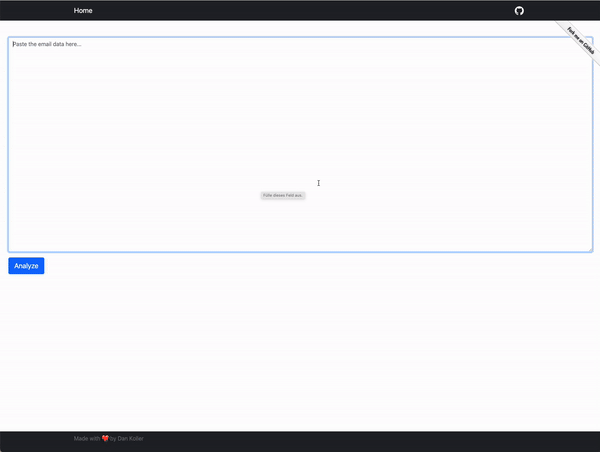 Home
Fork me on GitHub
Paste the email data here...
Fülle dieses Feld aus.
Analyze
Made with ❤️ by Dan Kolier